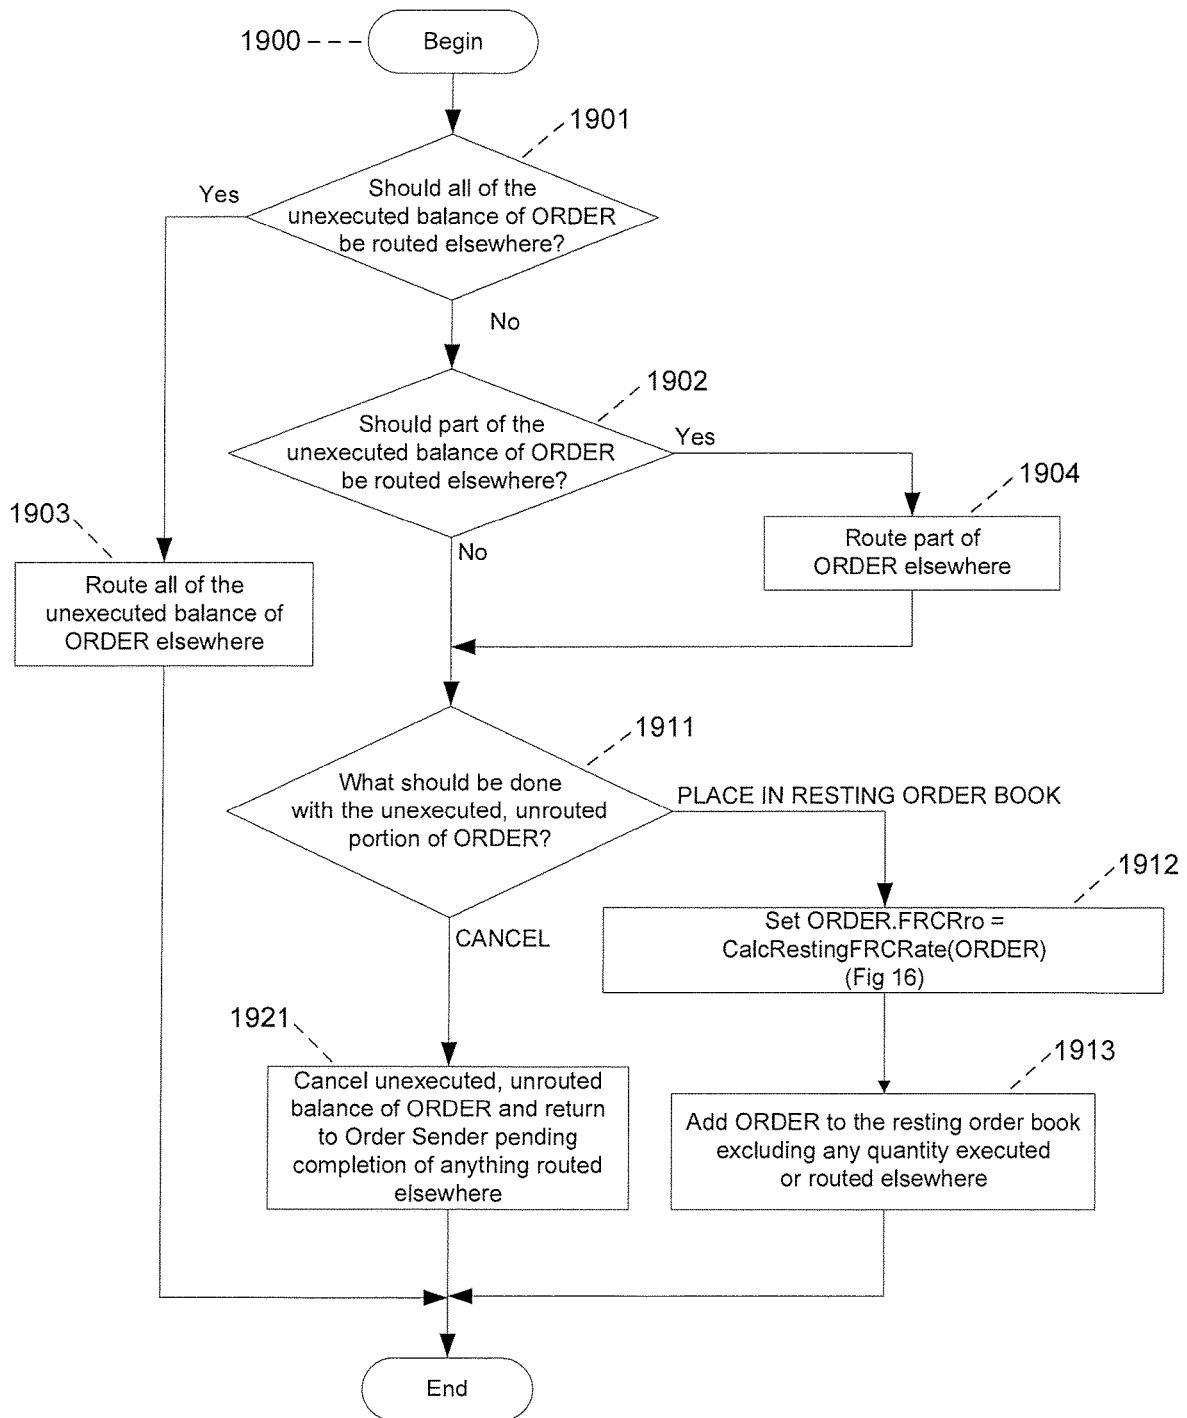 1900
Begin
1901
Yes
Should all of the
unexecuted balance of ORDER
be routed elsewhere?
No
1902
Should part of the
unexecuted balance of ORDER
be routed elsewhere?
Yes
1904
1903
Route part of
ORDER elsewhere
No
Route all of the
unexecuted balance of
ORDER elsewhere
1911
What should be done
with the unexecuted, unrouted
portion of ORDER?
PLACE IN RESTING ORDER BOOK
1912
Set ORDER.FRCRro =
CalcRestingFRCRate(ORDER)
(Fig 16)
CANCEL
1921
1913
Cancel unexecuted, unrouted
balance of ORDER and return
to Order Sender pending
completion of anything routed
elsewhere
Add ORDER to the resting order book
excluding any quantity executed
or routed elsewhere
End